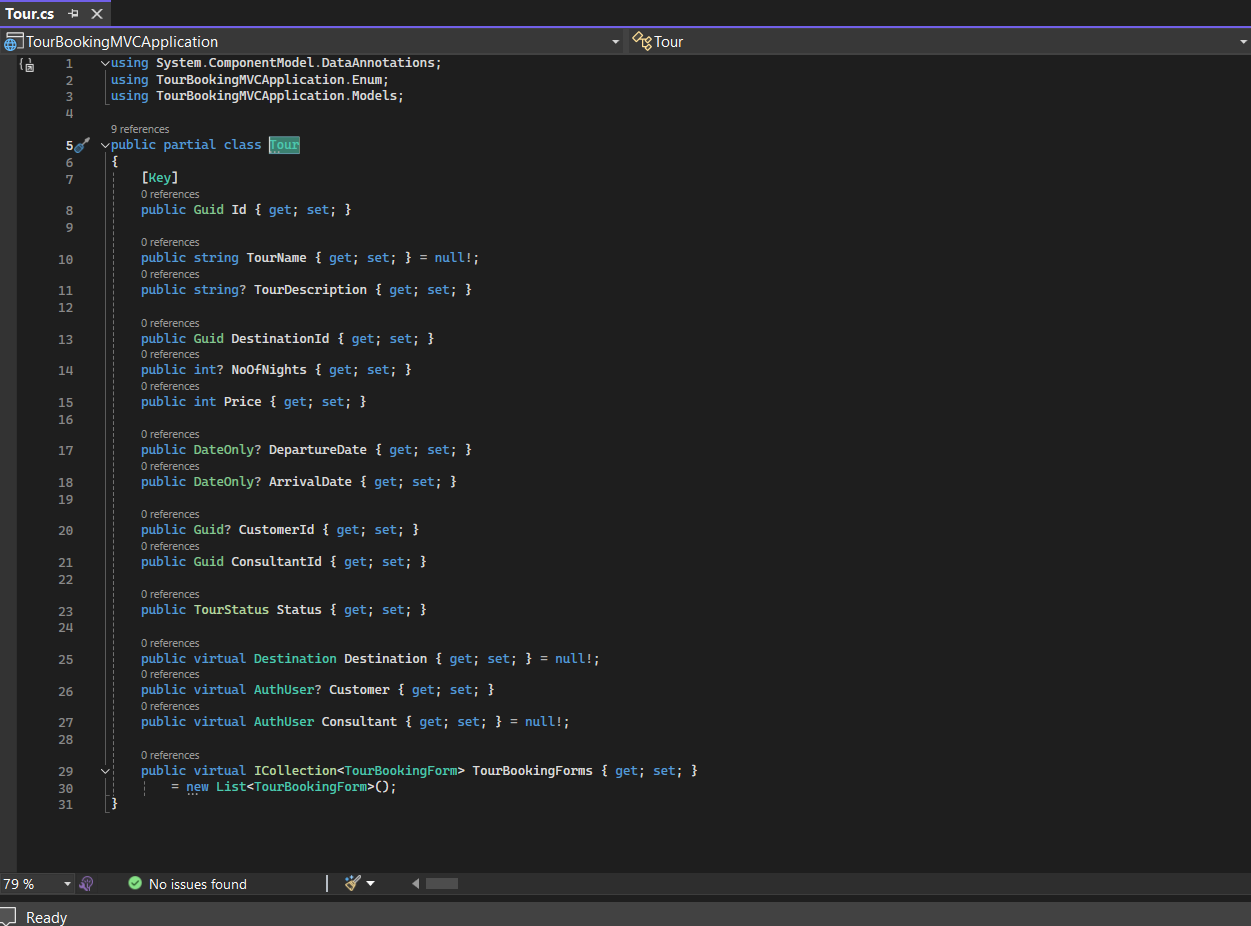 Tour.cs
TourBookingMVCApplication Tour
1 using System.ComponentModel.DataAnnotations;
2 using TourBookingMVCApplication.Enum;
3 using TourBookingMVCApplication.Models;
4
9 references
5 public partial class Tour
6 {
7 [Key]
0 references
8 public Guid Id { get; set; }
9
0 references
10 public string TourName { get; set; } = null!;
0 references
11 public string? TourDescription { get; set; }
12
0 references
13 public Guid DestinationId { get; set; }
0 references
14 public int? NoOfNights { get; set; }
0 references
15 public int Price { get; set; }
16
0 references
17 public DateOnly? DepartureDate { get; set; }
0 references
18 public DateOnly? ArrivalDate { get; set; }
19
0 references
20 public Guid? CustomerId { get; set; }
0 references
21 public Guid ConsultantId { get; set; }
22
0 references
23 public TourStatus Status { get; set; }
24
0 references
25 public virtual Destination Destination { get; set; } = null!;
0 references
26 public virtual AuthUser? Customer { get; set; }
0 references
27 public virtual AuthUser Consultant { get; set; } = null!;
28
0 references
29 public virtual ICollection<TourBookingForm> TourBookingForms { get; set; }
30 = new List<TourBookingForm>();
31 }
79 % No issues found
Ready